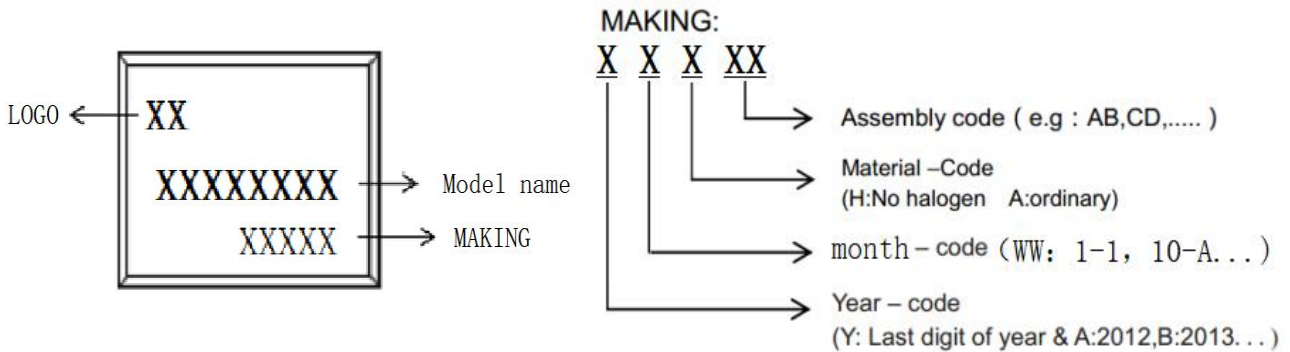 LOGO
XX
XXXXXXXX
Model name
XXXXX
MAKING
MAKING:
X X X XX
Assembly code ( e.g : AB,CD,..... )
Material –Code
(H:No halogen A:ordinary)
month – code (WW: 1-1, 10-A...)
Year – code
(Y: Last digit of year & A:2012,B:2013. . . )